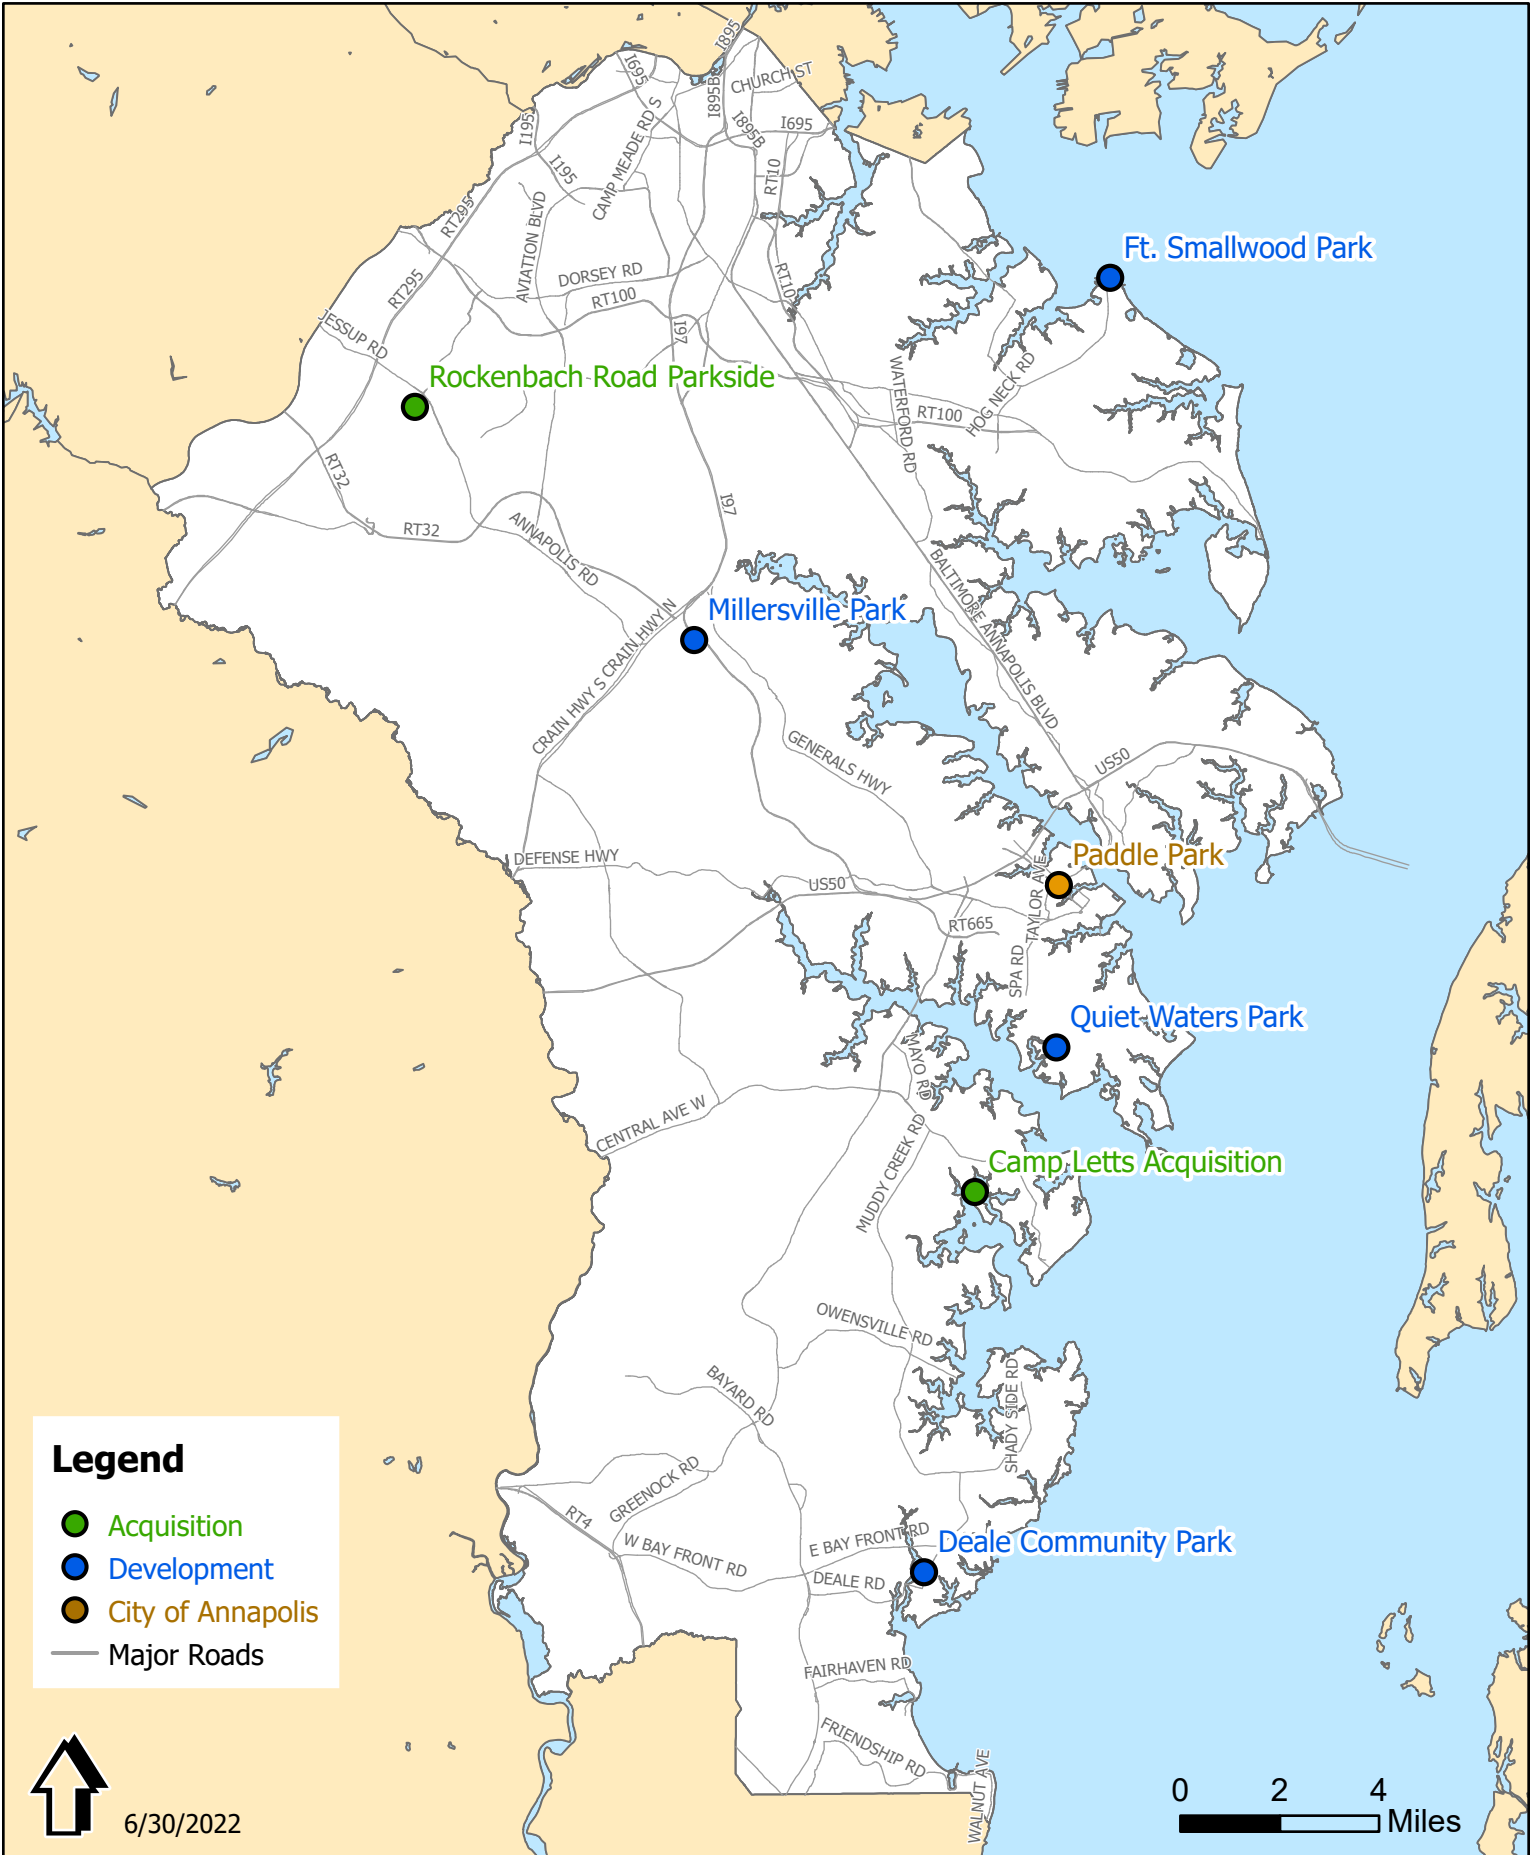 I895
I695
CHURCH ST
I895B
I195
CAMP MEADE RD S
I895B
I695
I195
RT10
RT295
AVIATION BLVD
Ft. Smallwood Park
DORSEY RD
RT295
RT10
RT100
JESSUP RD
I97
Rockenbach Road Parkside
WATERFORD RD
HOG NECK RD
RT100
RT32
I97
RT32
ANNAPOLIS RD
BALTIMORE ANNAPOLIS BLVD
Millersville Park
CRAIN HWY S
CRAIN HWY N
GENERALS HWY
US50
DEFENSE HWY
Paddle Park
US50
TAYLOR AVE
RT665
SPA RD
Quiet Waters Park
MAYO RD
CENTRAL AVE W
MUDDY CREEK RD
Camp Letts Acquisition
OWENSVILLE RD
BAYARD RD
SHADY SIDE RD
GREENOCK RD
RT4
W BAY FRONT RD
E BAY FRONT RD
Deale Community Park
DEALE RD
FAIRHAVEN RD
FRIENDSHIP RD
WALNUT AVE
Legend
Acquisition
Development
City of Annapolis
Major Roads
6/30/2022
0 2 4
Miles